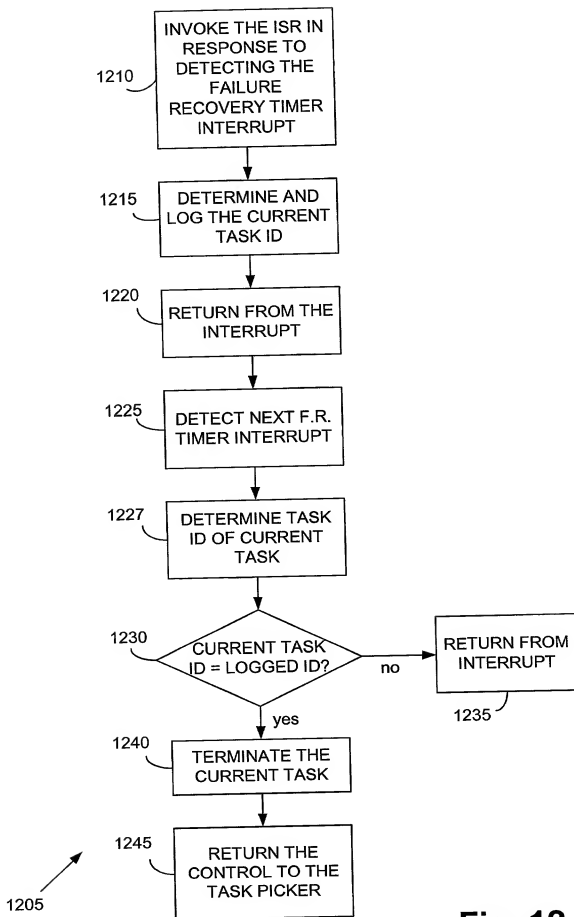 1210
INVOKE THE ISR IN
RESPONSE TO
DETECTING THE
FAILURE
RECOVERY TIMER
INTERRUPT
1215
DETERMINE AND
LOG THE CURRENT
TASK ID
1220
RETURN FROM THE
INTERRUPT
1225
DETECT NEXT F.R.
TIMER INTERRUPT
1227
DETERMINE TASK
ID OF CURRENT
TASK
1230
CURRENT TASK
ID = LOGGED ID?
no
RETURN FROM
INTERRUPT
1235
yes
1240
TERMINATE THE
CURRENT TASK
1245
RETURN THE
CONTROL TO THE
TASK PICKER
1205